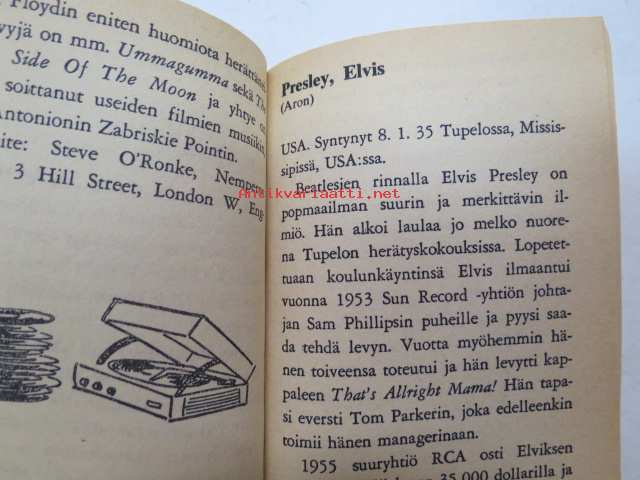 Floydin eniten huomiota herättänei
vyjä on mm. Ummagumma sekä The
Side Of The Moon ja yhtye on
soittanut useiden filmien musiikin,
Antonionin Zabriskie Pointin.
ite: Steve O'Ronke, Nemperor
3 Hill Street, London W, Eng
Presley, Elvis
(Aron)
USA. Syntynyt 8. 1. 35 Tupelossa, Missis-
sipissä, USA:ssa.
Beatlesien rinnalla Elvis Presley on
popmaailman suurin ja merkittävin il-
miö. Hän alkoi laulaa jo melko nuore-
na Tupelon herätyskokouksissa. Lopetet-
tuaan koulunkäyntinsä Elvis ilmaantui
vuonna 1953 Sun Record -yhtiön johta-
jan Sam Phillipsin puheille ja pyysi saa-
da tehdä levyn. Vuotta myöhemmin hä-
nen toiveensa toteutui ja hän levytti kap-
paleen That's Allright Mama! Hän tapa-
si eversti Tom Parkerin, joka edelleenkin
toimii hänen managerinaan.
1955 suuryhtiö RCA osti Elviksen
35 000 dollarilla ja
Antikvariaatti.net